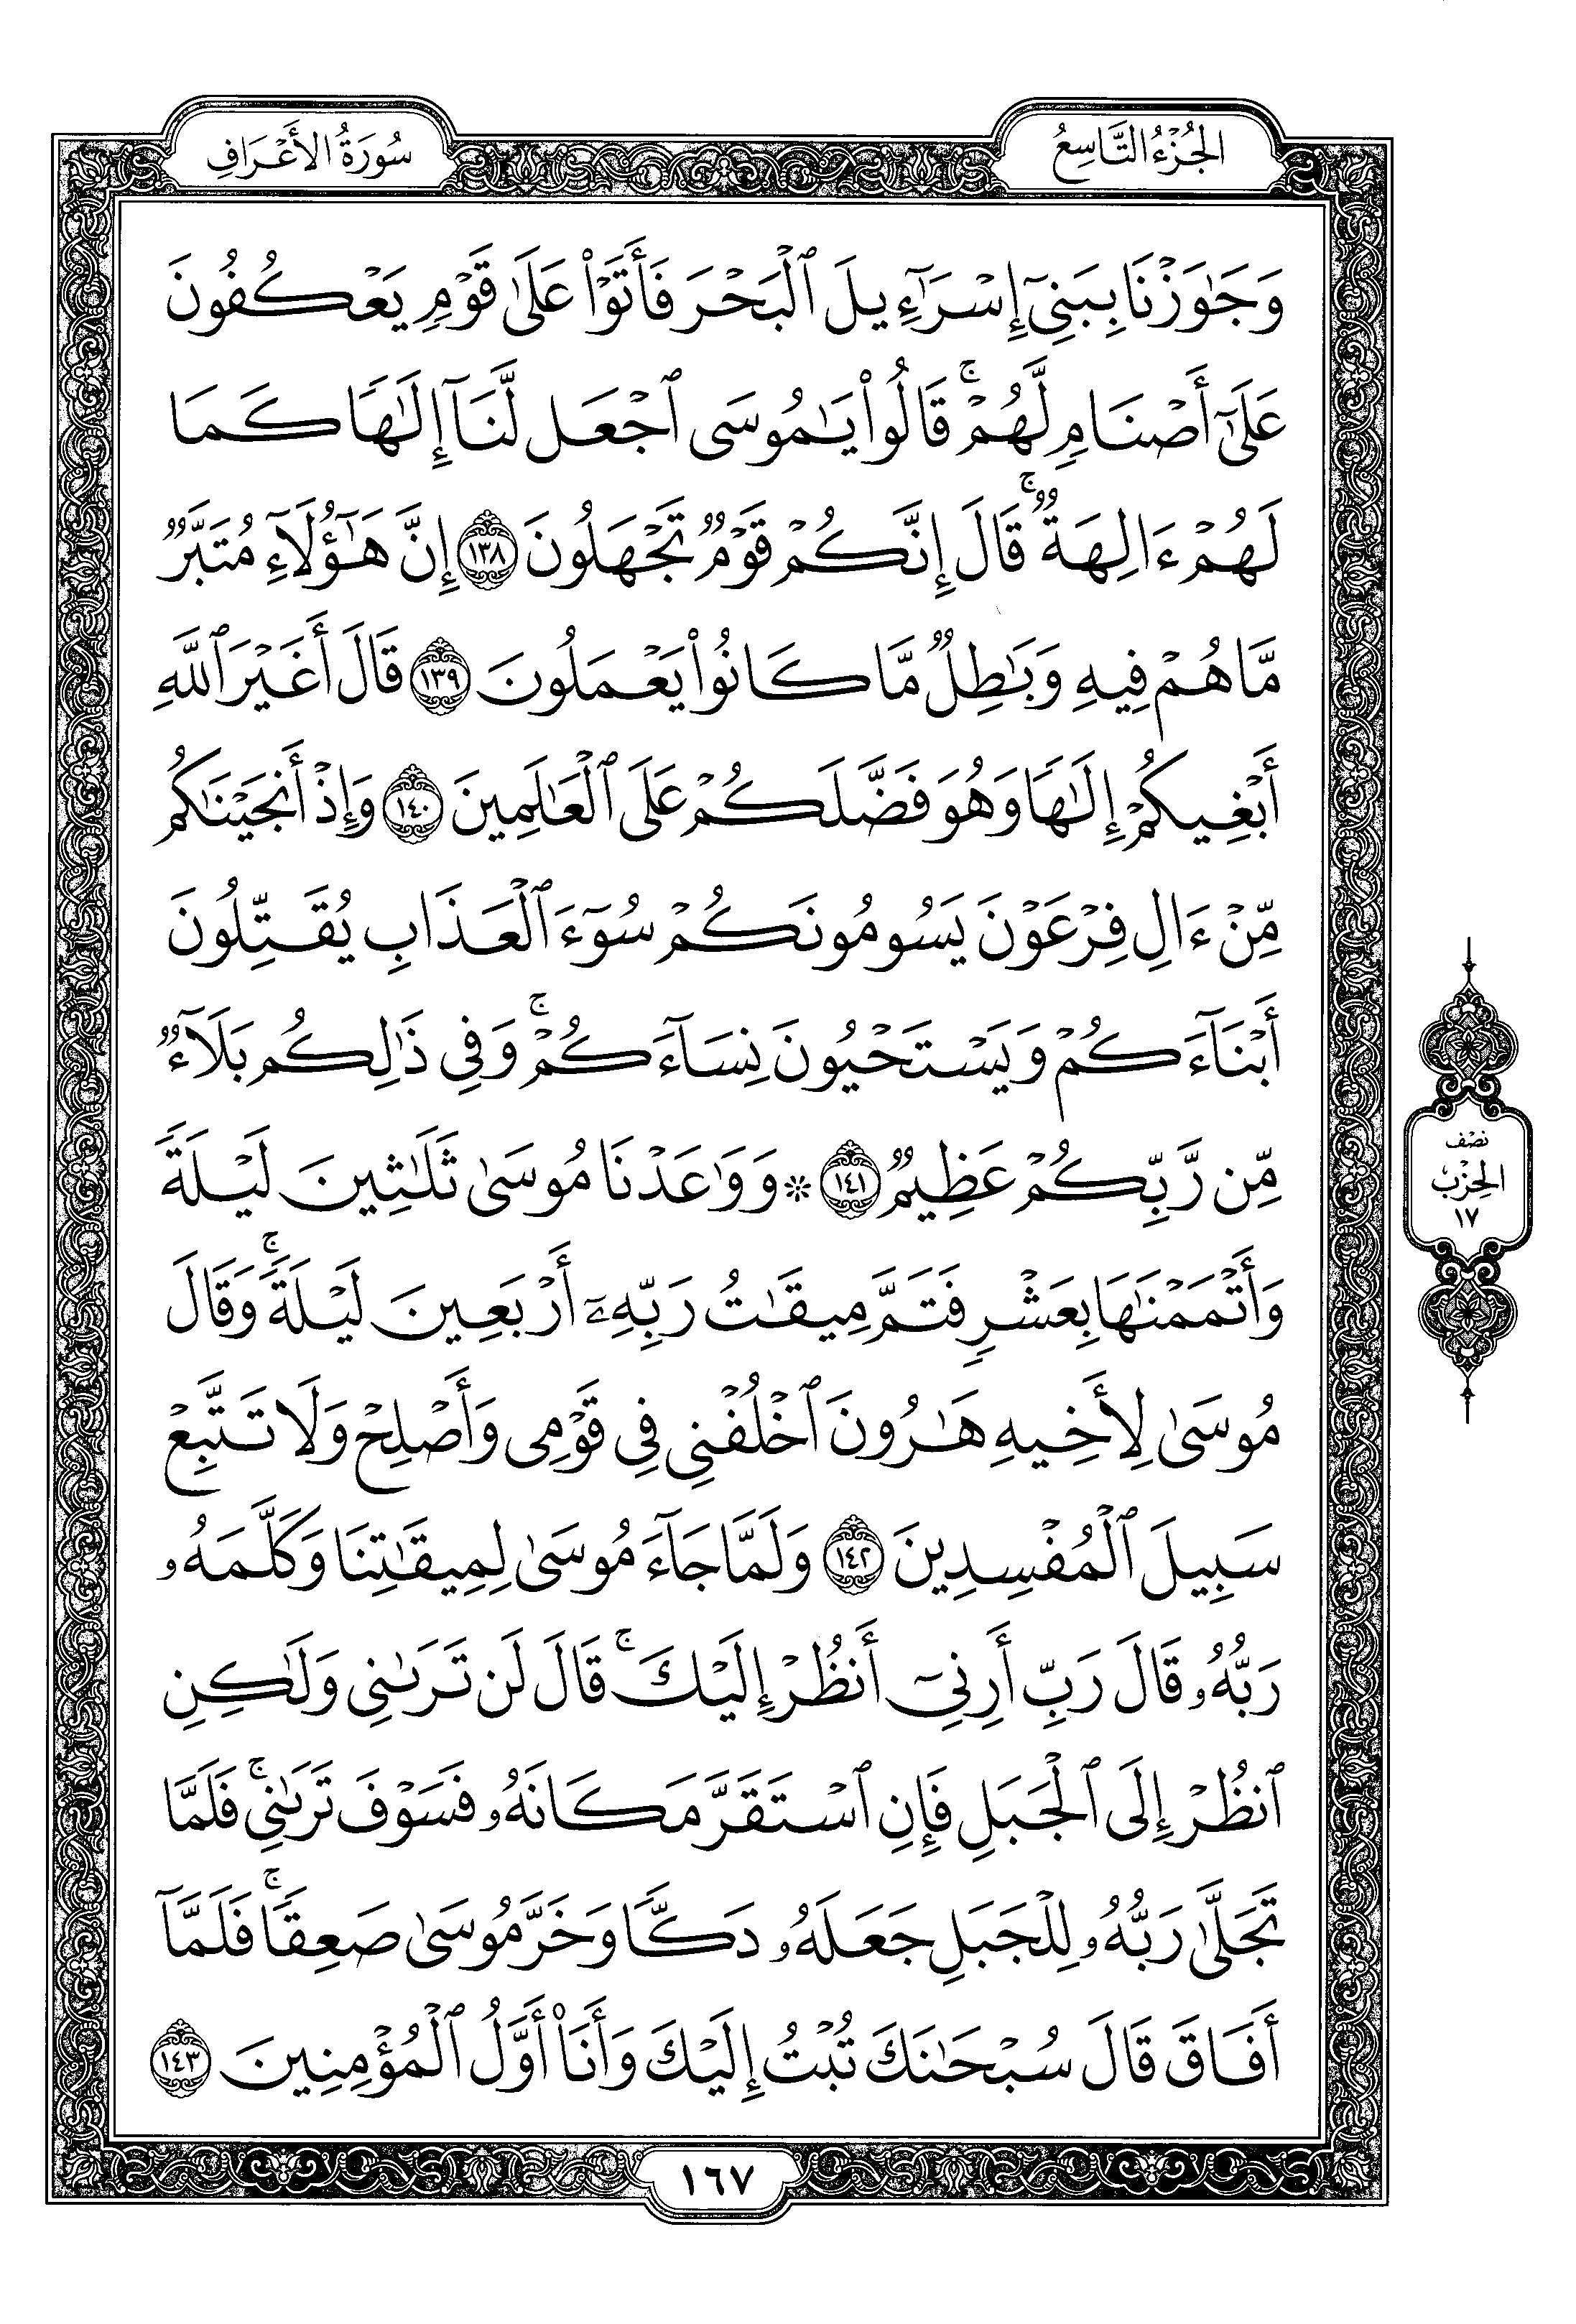 الجُزْءُ التَّاسِعُ
سُورَةُ الأَعْرَافِ
وَجَٰوَزْنَا بِبَنِىٓ إِسْرَٰٓءِيلَ ٱلْبَحْرَ فَأَتَوْا۟ عَلَىٰ قَوْمٍ يَعْكُفُونَ
عَلَىٰٓ أَصْنَامٍ لَّهُمْ ۚ قَالُوا۟ يَٰمُوسَى ٱجْعَل لَّنَآ إِلَٰهًا كَمَا
لَهُمْ ءَالِهَةٌ ۚ قَالَ إِنَّكُمْ قَوْمٌ تَجْهَلُونَ ١٣٨ إِنَّ هَٰٓؤُلَآءِ مُتَبَّرٌ
مَّا هُمْ فِيهِ وَبَٰطِلٌ مَّا كَانُوا۟ يَعْمَلُونَ ١٣٩ قَالَ أَغَيْرَ ٱللَّهِ
أَبْغِيكُمْ إِلَٰهًا وَهُوَ فَضَّلَكُمْ عَلَى ٱلْعَٰلَمِينَ ١٤٠ وَإِذْ أَنجَيْنَٰكُم
مِّنْ ءَالِ فِرْعَوْنَ يَسُومُونَكُمْ سُوٓءَ ٱلْعَذَابِ يُقَتِّلُونَ
أَبْنَآءَكُمْ وَيَسْتَحْيُونَ نِسَآءَكُمْ ۚ وَفِى ذَٰلِكُم بَلَآءٌ
مِّن رَّبِّكُمْ عَظِيمٌ ١٤١ ۞ وَوَٰعَدْنَا مُوسَىٰ ثَلَٰثِينَ لَيْلَةً
وَأَتْمَمْنَٰهَا بِعَشْرٍ فَتَمَّ مِيقَٰتُ رَبِّهِۦٓ أَرْبَعِينَ لَيْلَةً ۚ وَقَالَ
مُوسَىٰ لِأَخِيهِ هَٰرُونَ ٱخْلُفْنِى فِى قَوْمِى وَأَصْلِحْ وَلَا تَتَّبِعْ
سَبِيلَ ٱلْمُفْسِدِينَ ١٤٢ وَلَمَّا جَآءَ مُوسَىٰ لِمِيقَٰتِنَا وَكَلَّمَهُۥ
رَبُّهُۥ قَالَ رَبِّ أَرِنِىٓ أَنظُرْ إِلَيْكَ ۚ قَالَ لَن تَرَىٰنِى وَلَٰكِنِ
ٱنظُرْ إِلَى ٱلْجَبَلِ فَإِنِ ٱسْتَقَرَّ مَكَانَهُۥ فَسَوْفَ تَرَىٰنِى ۚ فَلَمَّا
تَجَلَّىٰ رَبُّهُۥ لِلْجَبَلِ جَعَلَهُۥ دَكًّا وَخَرَّ مُوسَىٰ صَعِقًا ۚ فَلَمَّآ
أَفَاقَ قَالَ سُبْحَٰنَكَ تُبْتُ إِلَيْكَ وَأَنَا۠ أَوَّلُ ٱلْمُؤْمِنِينَ ١٤٣
نصْف
الحِزْبُ
١٧
١٦٧